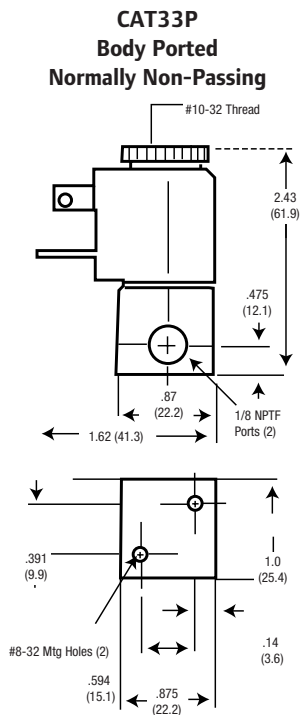 CAT33P
Body Ported
Normally Non-Passing
#10-32 Thread
2.43
(61.9)
.475
(12.1)
.87
(22.2)
1/8 NPTF
Ports (2)
1.62 (41.3)
.391
(9.9)
1.0
(25.4)
#8-32 Mtg Holes (2)
.14
(3.6)
.594
(15.1)
.875
(22.2)